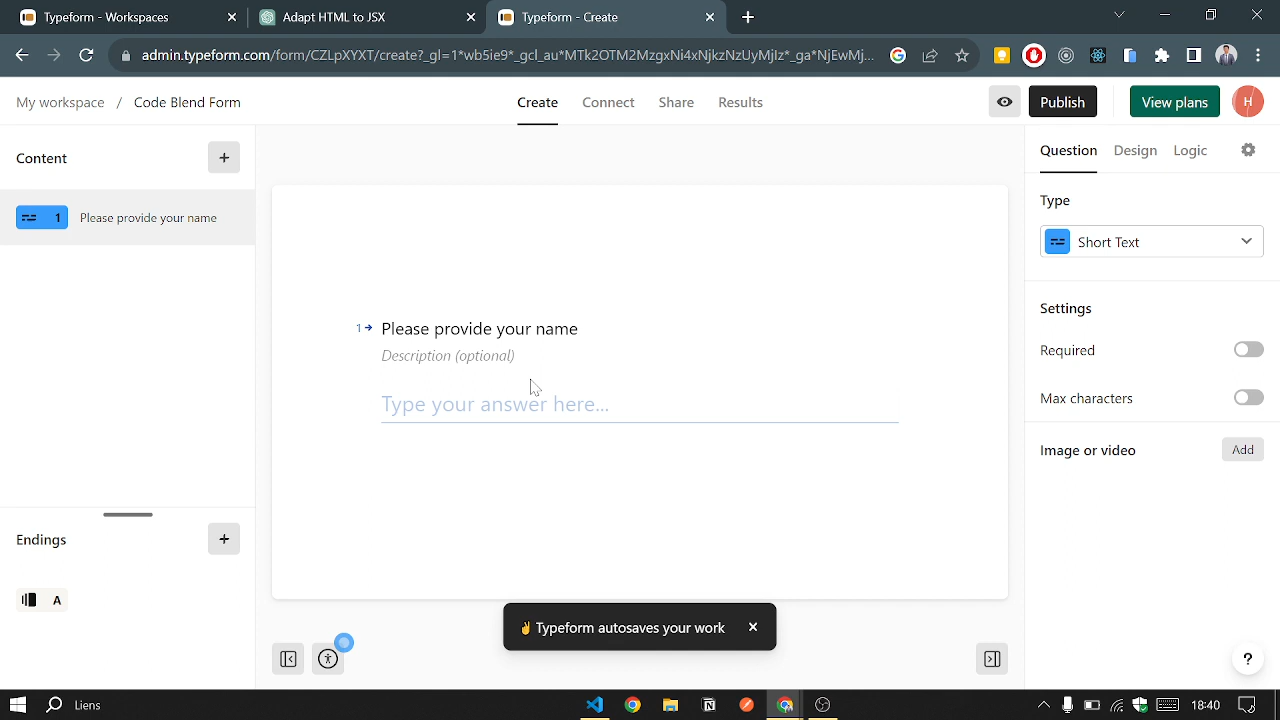 Typeform - Workspaces
Adapt HTML to JSX
Typeform - Create
admin.typeform.com/form/CZLpXYXT/create?_gl=1*wb5ie9*_gcl_au*MTk2OTM2MzgxNi4xNjkzNzUyMjIz*_ga*NjEwMj...
My workspace / Code Blend Form
Create
Connect
Share
Results
Publish
View plans
H
Content
+
1 Please provide your name
Endings
+
A
1 Please provide your name
Description (optional)
Type your answer here...
Typeform autosaves your work
Question
Design
Logic
Type
Short Text
Settings
Required
Max characters
Image or video
Add
?
Liens
18:40